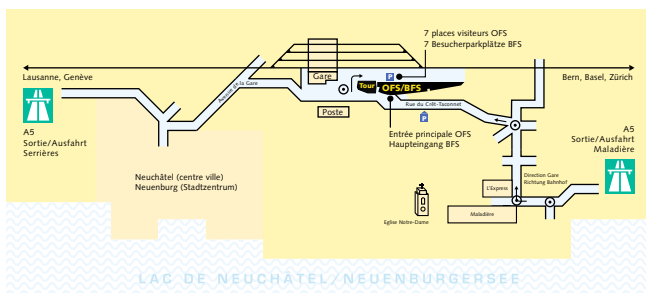 7 places visiteurs OFS
7 Besucherparkplätze BFS
Lausanne, Genève
Gare
P
Tour
OFS/BFS
Bern, Basel, Zürich
Avenue de la Gare
Poste
Rue du Crêt-Taconnet
P
A5
Sortie/Ausfahrt
Serrières
Entrée principale OFS
Haupteingang BFS
A5
Sortie/Ausfahrt
Maladière
Neuchâtel (centre ville)
Neuenburg (Stadtzentrum)
Direction Gare
Richtung Bahnhof
L'Express
Maladière
Eglise Notre-Dame
LAC DE NEUCHÂTEL/NEUENBURGERSEE